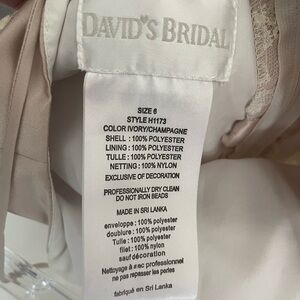 DAVID'S BRIDAL
SIZE 6
STYLE H1173
COLOR IVORY/CHAMPAGNE
SHELL : 100% POLYESTER
LINING : 100% POLYESTER
TULLE : 100% POLYESTER
NETTING : 100% NYLON
EXCLUSIVE OF DECORATION
PROFESSIONALLY DRY CLEAN
DO NOT IRON BEADS
MADE IN SRI LANKA
enveloppe : 100% polyester
doublure : 100% polyester
Tulle : 100% polyester
filet : 100% nylon
sauf décoration
Nettoyage à sec professionnel
ne pas repasser les perles
fabriqué en Sri Lanka